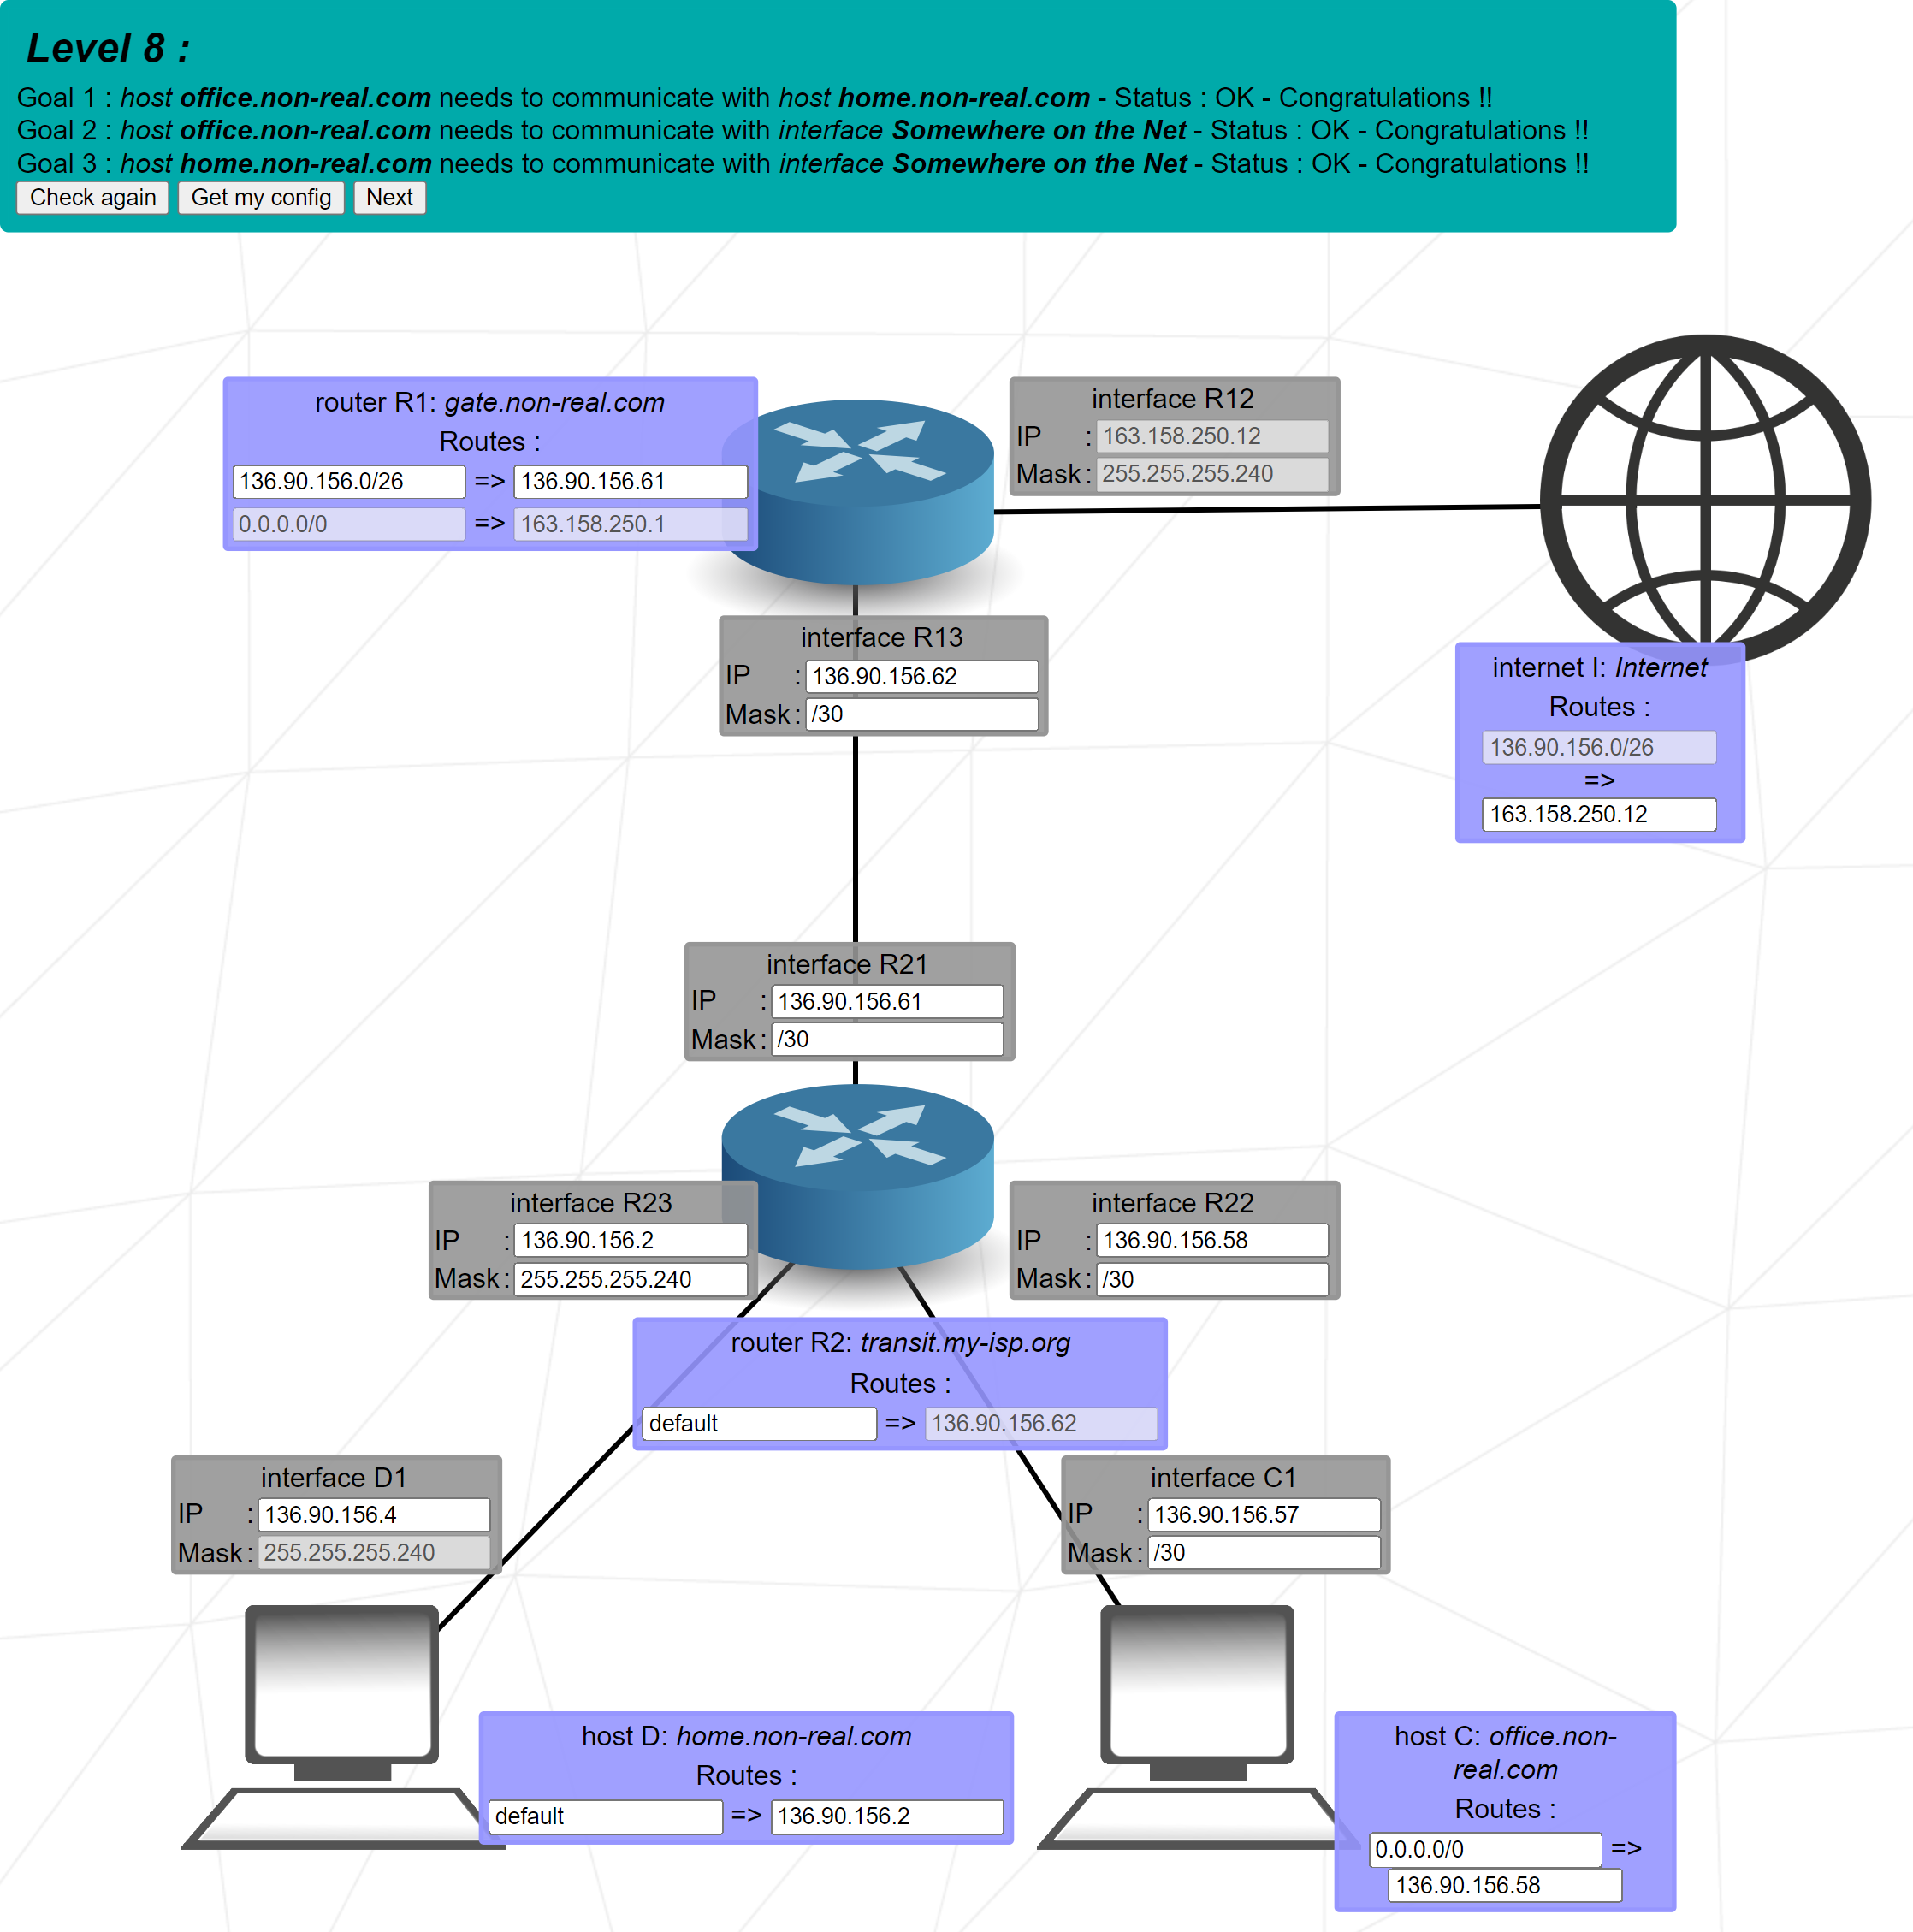 Level 8 :
Goal 1 : host office.non-real.com needs to communicate with host home.non-real.com - Status : OK - Congratulations !!
Goal 2 : host office.non-real.com needs to communicate with interface Somewhere on the Net - Status : OK - Congratulations !!
Goal 3 : host home.non-real.com needs to communicate with interface Somewhere on the Net - Status : OK - Congratulations !!
Check again Get my config Next
router R1: gate.non-real.com
Routes :
136.90.156.0/26 => 136.90.156.61
0.0.0.0/0 => 163.158.250.1
interface R12
IP : 163.158.250.12
Mask : 255.255.255.240
interface R13
IP : 136.90.156.62
Mask : /30
internet I: Internet
Routes :
136.90.156.0/26
=>
163.158.250.12
interface R21
IP : 136.90.156.61
Mask : /30
interface R23
IP : 136.90.156.2
Mask : 255.255.255.240
interface R22
IP : 136.90.156.58
Mask : /30
router R2: transit.my-isp.org
Routes :
default => 136.90.156.62
interface D1
IP : 136.90.156.4
Mask : 255.255.255.240
interface C1
IP : 136.90.156.57
Mask : /30
host D: home.non-real.com
Routes :
default => 136.90.156.2
host C: office.non-
real.com
Routes :
0.0.0.0/0 =>
136.90.156.58